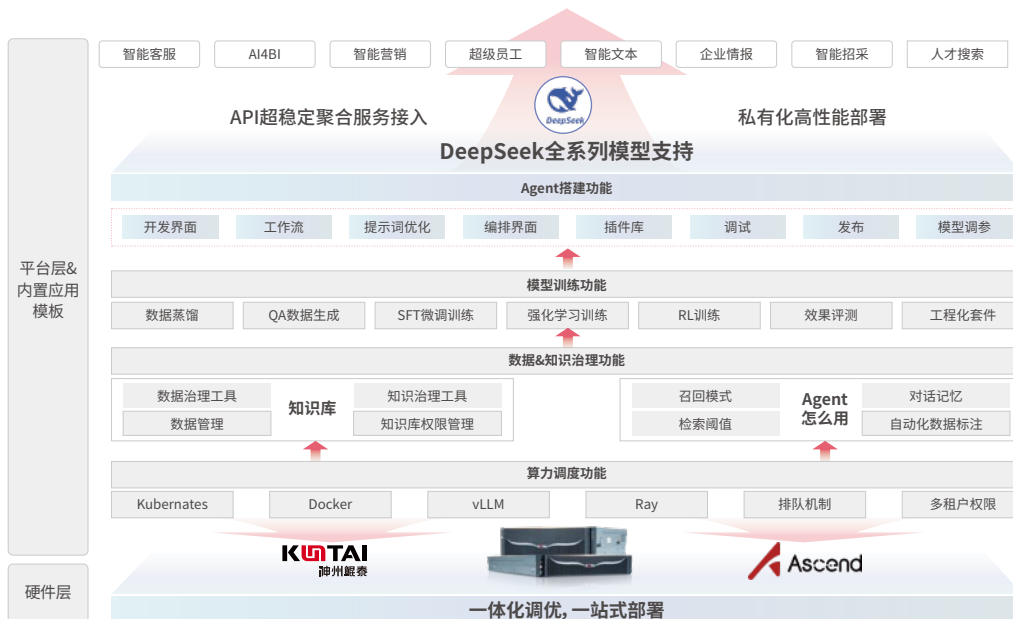 智能客服
AI4BI
智能营销
超级员工
智能文本
企业情报
智能招采
人才搜索
API超稳定聚合服务接入
DeepSeek
私有化高性能部署
DeepSeek全系列模型支持
Agent搭建功能
开发界面
工作流
提示词优化
编排界面
插件库
调试
发布
模型调参
平台层&
内置应用
模板
模型训练功能
数据蒸馏
QA数据生成
SFT微调训练
强化学习训练
RL训练
效果评测
工程化套件
数据&知识治理功能
数据治理工具
数据管理
知识库
知识治理工具
知识库权限管理
召回模式
检索阈值
Agent
怎么用
对话记忆
自动化数据标注
算力调度功能
Kubernates
Docker
vLLM
Ray
排队机制
多租户权限
KUNTAI
神州鲲泰
Ascend
硬件层
一体化调优, 一站式部署